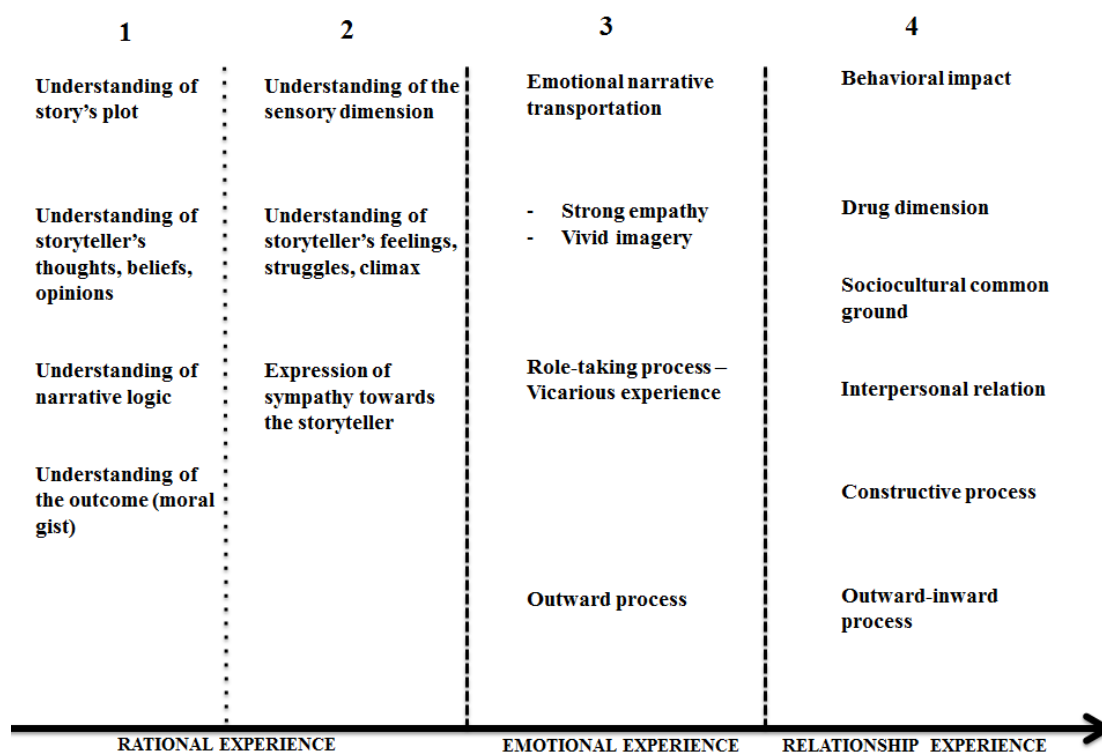 1
Understanding of
story's plot
Understanding of
storyteller's
thoughts, beliefs,
opinions
Understanding of
narrative logic
Understanding of
the outcome (moral
gist)
2
Understanding of the
sensory dimension
Understanding of
storyteller's feelings,
struggles, climax
Expression of
sympathy towards
the storyteller
3
Emotional narrative
transportation
- Strong empathy
- Vivid imagery
Role-taking process –
Vicarious experience
Outward process
4
Behavioral impact
Drug dimension
Sociocultural common
ground
Interpersonal relation
Constructive process
Outward-inward
process
RATIONAL EXPERIENCE
EMOTIONAL EXPERIENCE
RELATIONSHIP EXPERIENCE